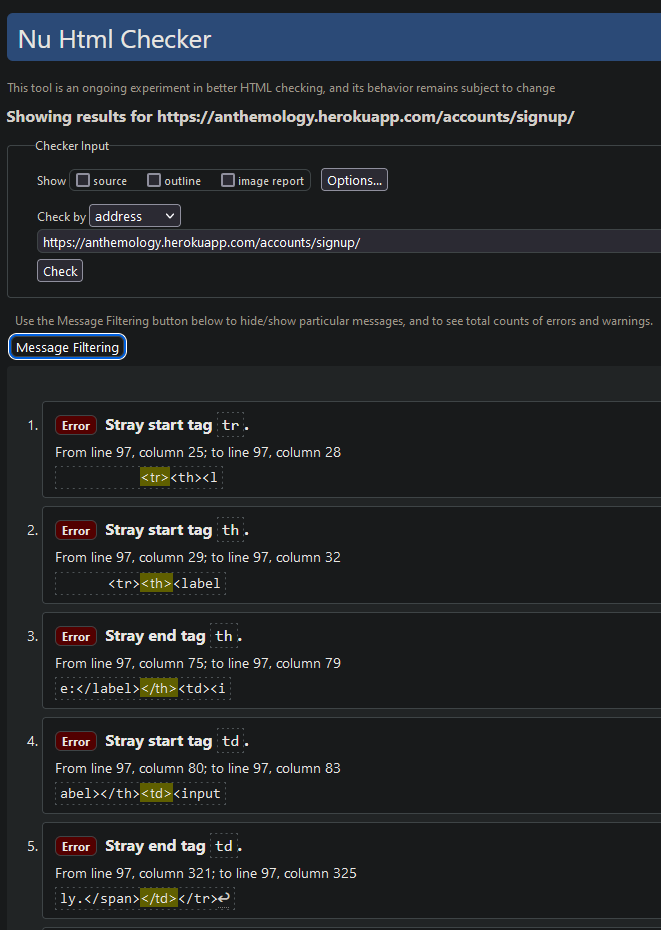 Nu Html Checker
This tool is an ongoing experiment in better HTML checking, and its behavior remains subject to change
Showing results for https://anthemology.herokuapp.com/accounts/signup/
Checker Input
Show source outline image report Options...
Check by address
https://anthemology.herokuapp.com/accounts/signup/
Check
Use the Message Filtering button below to hide/show particular messages, and to see total counts of errors and warnings.
Message Filtering
1. Error Stray start tag tr.
From line 97, column 25; to line 97, column 28
<tr><th><l
2. Error Stray start tag th.
From line 97, column 29; to line 97, column 32
<tr><th><label
3. Error Stray end tag th.
From line 97, column 75; to line 97, column 79
e:</label></th><td><i
4. Error Stray start tag td.
From line 97, column 80; to line 97, column 83
abel></th><td><input
5. Error Stray end tag td.
From line 97, column 321; to line 97, column 325
ly.</span></td></tr>↩